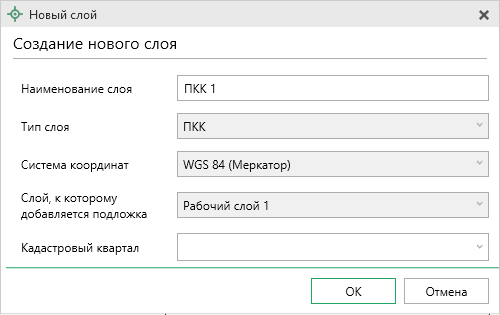 Новый слой
Создание нового слоя
Наименование слоя
ПКК 1
Тип слоя
ПКК
Система координат
WGS 84 (Меркатор)
Слой, к которому
добавляется подложка
Рабочий слой 1
Кадастровый квартал
ОК
Отмена